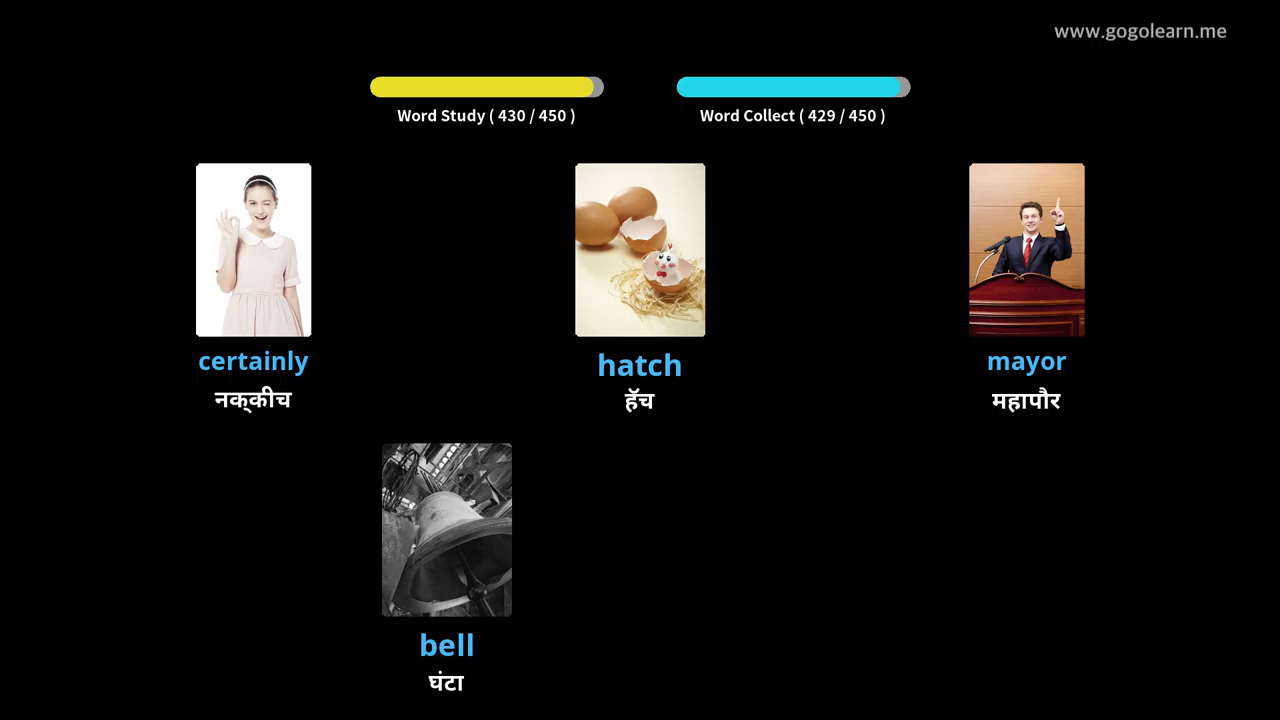 www.gogolearn.me
Word Study ( 430 / 450 )
Word Collect ( 429 / 450 )
certainly
नक्कीच
hatch
हॅच
mayor
महापौर
bell
घंटा